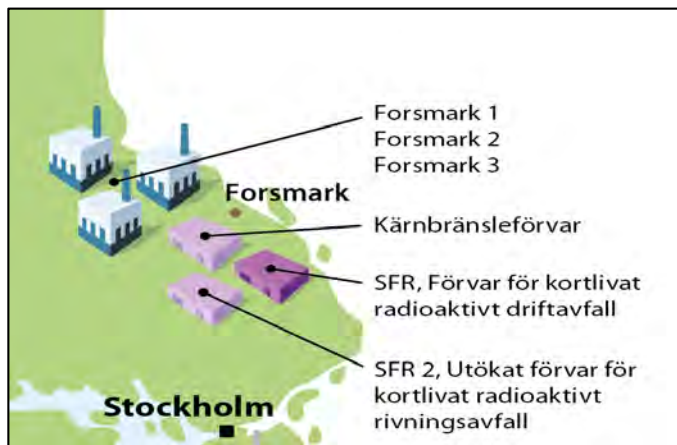 Forsmark 1
Forsmark 2
Forsmark 3
Forsmark
Kärnbränsleförvar
SFR, Förvar för kortlivat
radioaktivt driftavfall
SFR 2, Utökat förvar för
kortlivat radioaktivt
rivningsavfall
Stockholm